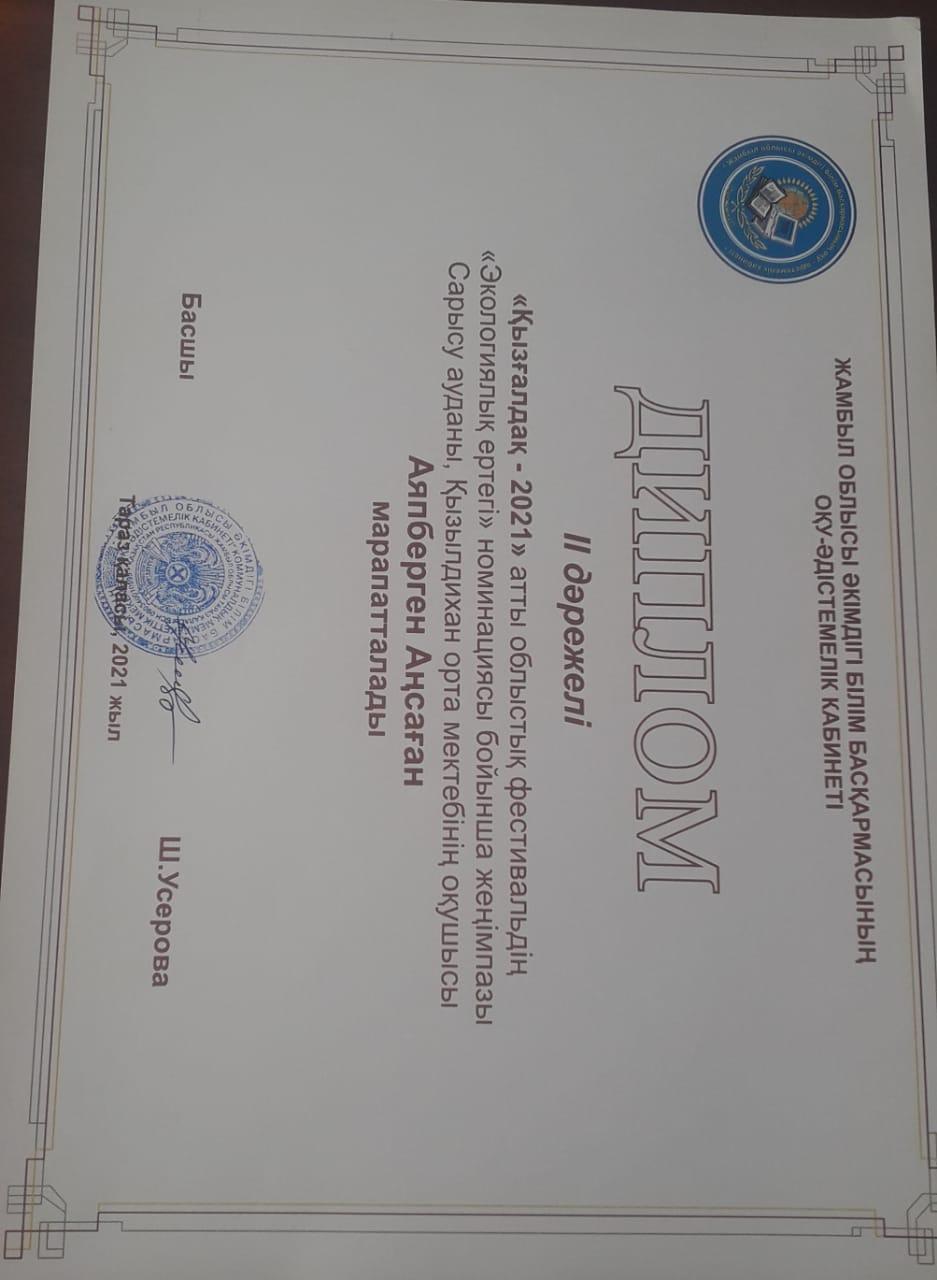 ЖАМБЫЛ ОБЛЫСЫ ӘКІМДІГІ БІЛІМ БАСҚАРМАСЫНЫҢ
ОҚУ-ӘДІСТЕМЕЛІК КАБИНЕТІ
ДИПЛОМ
II дәрежелі
«Қызғалдақ - 2021» атты облыстық фестивальдің
«Экологиялық ертегі» номинациясы бойынша жеңімпазы
Сарысу ауданы, Қызылдихан орта мектебінің оқушысы
Аяпберген Аңсаған
марапатталады
Басшы
Ш.Усерова
Тараз қаласы, 2021 жыл